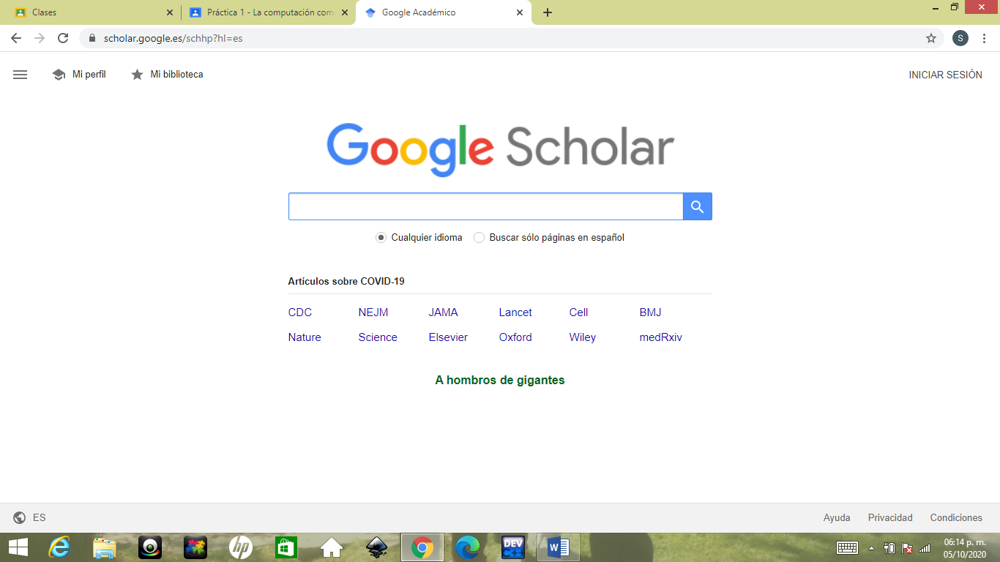 Clases
Práctica 1 - La computación com
Google Académico
scholar.google.es/schhp?hl=es
S
Mi perfil
Mi biblioteca
INICIAR SESIÓN
Google Scholar
Cualquier idioma
Buscar sólo páginas en español
Artículos sobre COVID-19
CDC NEJM JAMA Lancet Cell BMJ
Nature Science Elsevier Oxford Wiley medRxiv
A hombros de gigantes
ES
Ayuda Privacidad Condiciones
hp
DEV
C++
W
06:14 p. m.
05/10/2020